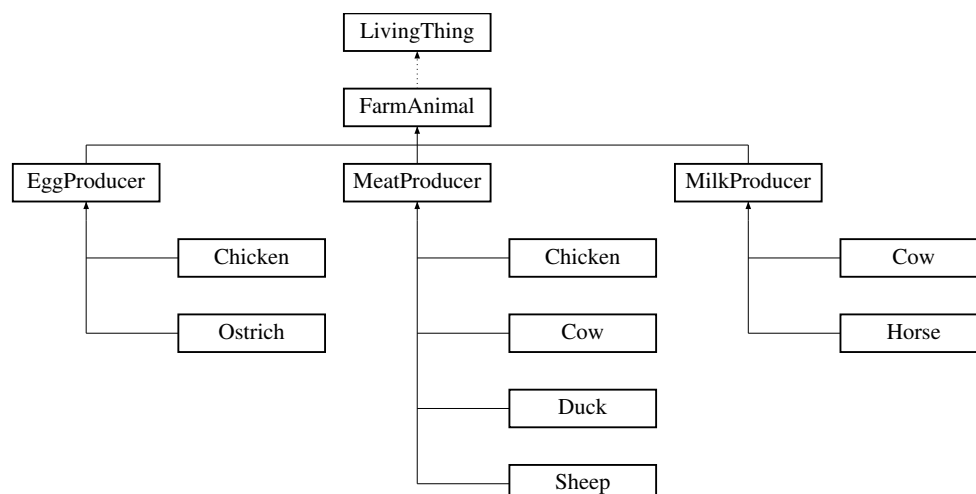 LivingThing
FarmAnimal
EggProducer
MeatProducer
MilkProducer
Chicken
Chicken
Cow
Ostrich
Cow
Horse
Duck
Sheep